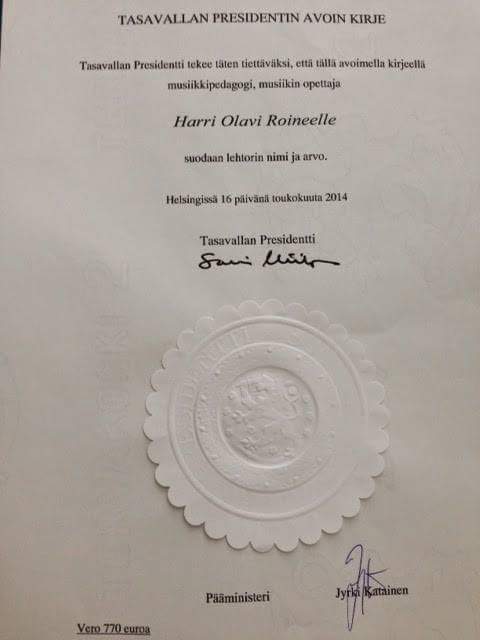 TASAVALLAN PRESIDENTIN AVOIN KIRJE
Tasavallan Presidentti tekee täten tiettäväksi, että tällä avoimella kirjeellä
musiikkipedagogi, musiikin opettaja
Harri Olavi Roineelle
suodaan lehtorin nimi ja arvo.
Helsingissä 16 päivänä toukokuuta 2014
Tasavallan Presidentti
Pääministeri
Jyrki Katainen
Vero 770 euroa